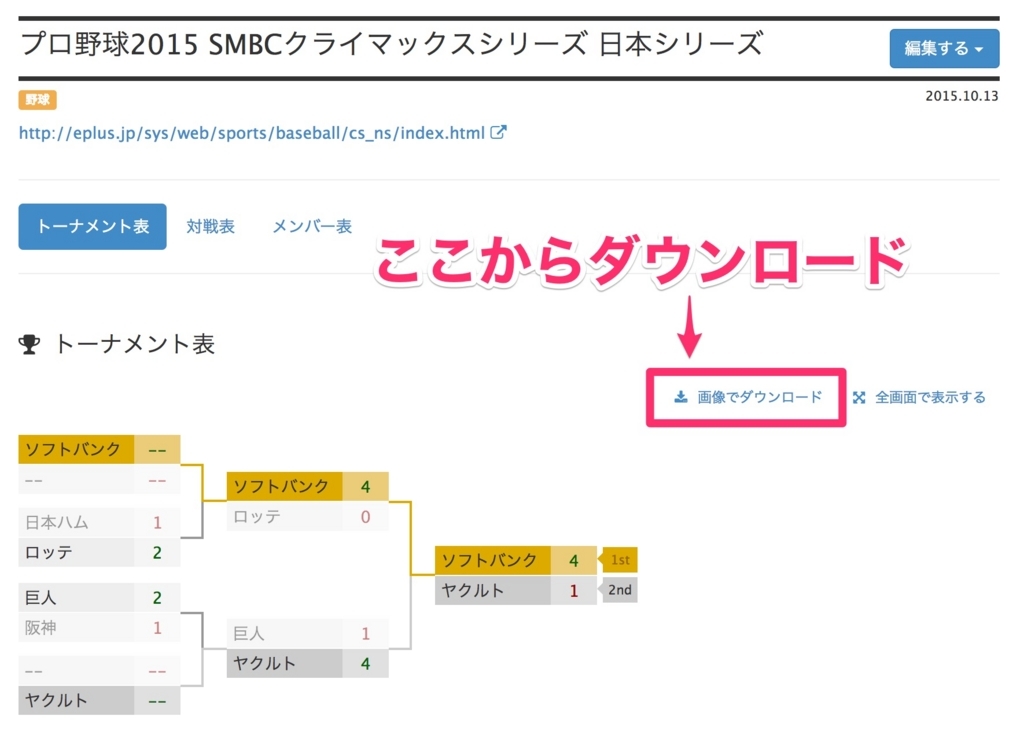 プロ野球2015 SMBCクライマックスシリーズ 日本シリーズ
編集する
野球
2015.10.13
http://eplus.jp/sys/web/sports/baseball/cs_ns/index.html
トーナメント表 対戦表 メンバー表
ここからダウンロード
トーナメント表
画像でダウンロード 全画面で表示する
ソフトバンク --
-- --
日本ハム 1
ロッテ 2
巨人 2
阪神 1
-- --
ヤクルト --
ソフトバンク 4
ロッテ 0
巨人 1
ヤクルト 4
ソフトバンク 4 1st
ヤクルト 1 2nd